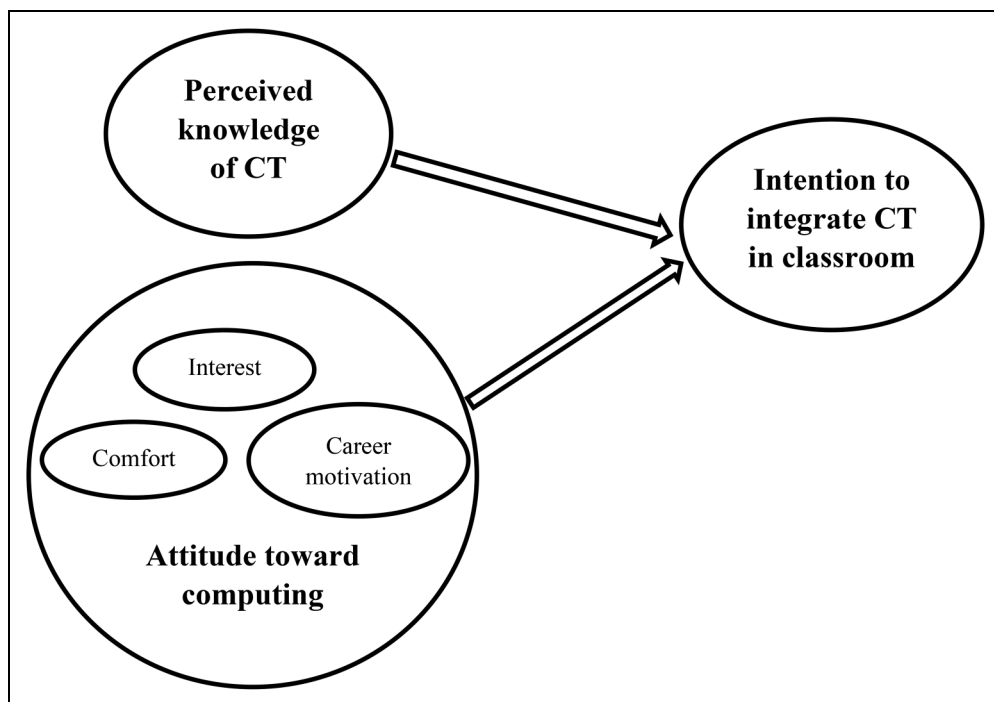 Perceived
knowledge
of CT
Intention to
integrate CT
in classroom
Interest
Comfort
Career
motivation
Attitude toward
computing